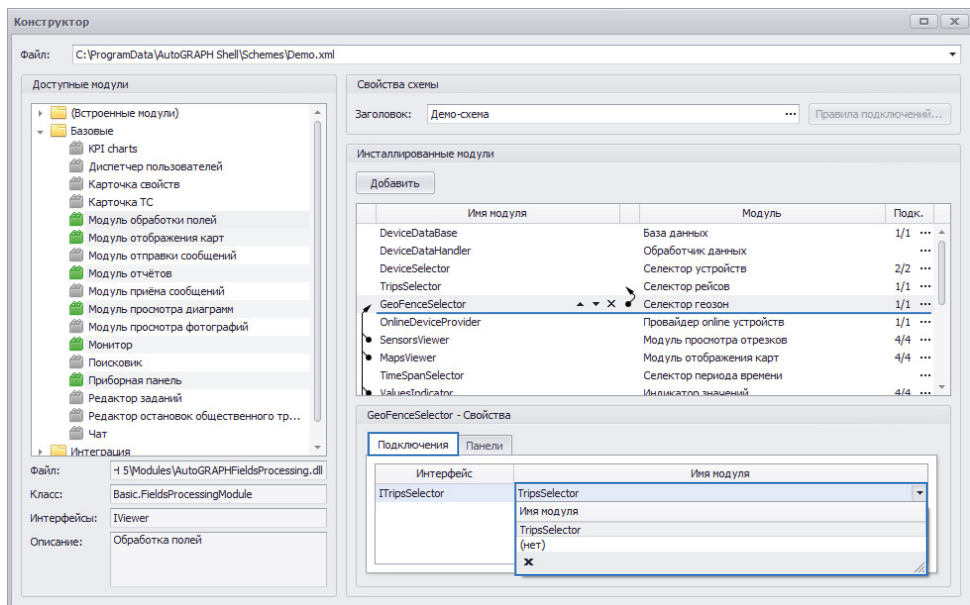 Конструктор
Файл: C:\ProgramData\AutoGRAPH Shell\Schemes\Demo.xml
Доступные модули
(Встроенные модули)
Базовые
KPI charts
Диспетчер пользователей
Карточка свойств
Карточка ТС
Модуль обработки полей
Модуль отображения карт
Модуль отправки сообщений
Модуль отчётов
Модуль приёма сообщений
Модуль просмотра диаграмм
Модуль просмотра фотографий
Монитор
Поисковик
Приборная панель
Редактор заданий
Редактор остановок общественного тр...
Чат
Интеграция
Файл: 5\Modules\AutoGRAPHFieldsProcessing.dll
Класс: Basic.FieldsProcessingModule
Интерфейсы: IViewer
Описание: Обработка полей
Свойства схемы
Заголовок: Демо-схема ... Правила подключений...
Инсталлированные модули
Добавить
Имя модуля Модуль Подк.
DeviceDataBase База данных 1/1 ...
DeviceDataHandler Обработчик данных ...
DeviceSelector Селектор устройств 2/2 ...
TripsSelector Селектор рейсов 1/1 ...
GeoFenceSelector Селектор геозон 1/1 ...
OnlineDeviceProvider Провайдер online устройств 1/1 ...
SensorsViewer Модуль просмотра отрезков 4/4 ...
MapsViewer Модуль отображения карт 4/4 ...
TimeSpanSelector Селектор периода времени ...
ValuesIndicator Индикатор значений 4/4 ...
GeoFenceSelector - Свойства
Подключения Панели
Интерфейс Имя модуля
ITripsSelector TripsSelector
Имя модуля
TripsSelector
(нет)